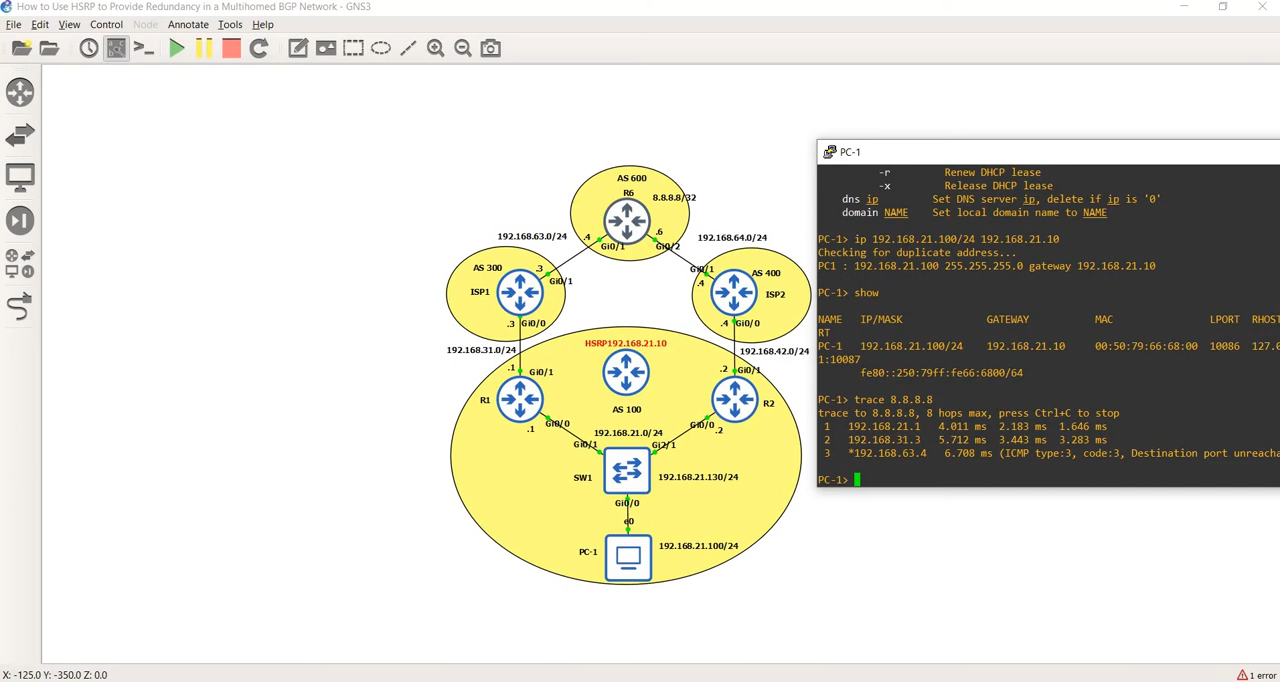 How to Use HSRP to Provide Redundancy in a Multihomed BGP Network - GNS3
File Edit View Control Node Annotate Tools Help
AS 600
R6
8.8.8.8/32
.4
Gi0/1
.6
Gi0/2
192.168.63.0/24
192.168.64.0/24
AS 300
ISP1
.3
Gi0/1
.3 Gi0/0
Gi0/1
.4
AS 400
ISP2
.4 Gi0/0
192.168.31.0/24
192.168.42.0/24
HSRP192.168.21.10
AS 100
.1 Gi0/1
R1
Gi0/0
.1
.2 Gi0/1
R2
Gi0/0
.2
192.168.21.0/24
Gi0/1
Gi2/1
SW1
192.168.21.130/24
Gi0/0
e0
PC-1
192.168.21.100/24
PC-1
-r Renew DHCP lease
-x Release DHCP lease
dns ip Set DNS server ip, delete if ip is '0'
domain NAME Set local domain name to NAME
PC-1> ip 192.168.21.100/24 192.168.21.10
Checking for duplicate address...
PC1 : 192.168.21.100 255.255.255.0 gateway 192.168.21.10
PC-1> show
NAME IP/MASK GATEWAY MAC LPORT RHOST
RT
PC-1 192.168.21.100/24 192.168.21.10 00:50:79:66:68:00 10086 127.0
1:10087
fe80::250:79ff:fe66:6800/64
PC-1> trace 8.8.8.8
trace to 8.8.8.8, 8 hops max, press Ctrl+C to stop
1 192.168.21.1 4.011 ms 2.183 ms 1.646 ms
2 192.168.31.3 5.712 ms 3.443 ms 3.283 ms
3 *192.168.63.4 6.708 ms (ICMP type:3, code:3, Destination port unreacha
PC-1>
X: -125.0 Y: -350.0 Z: 0.0
1 error